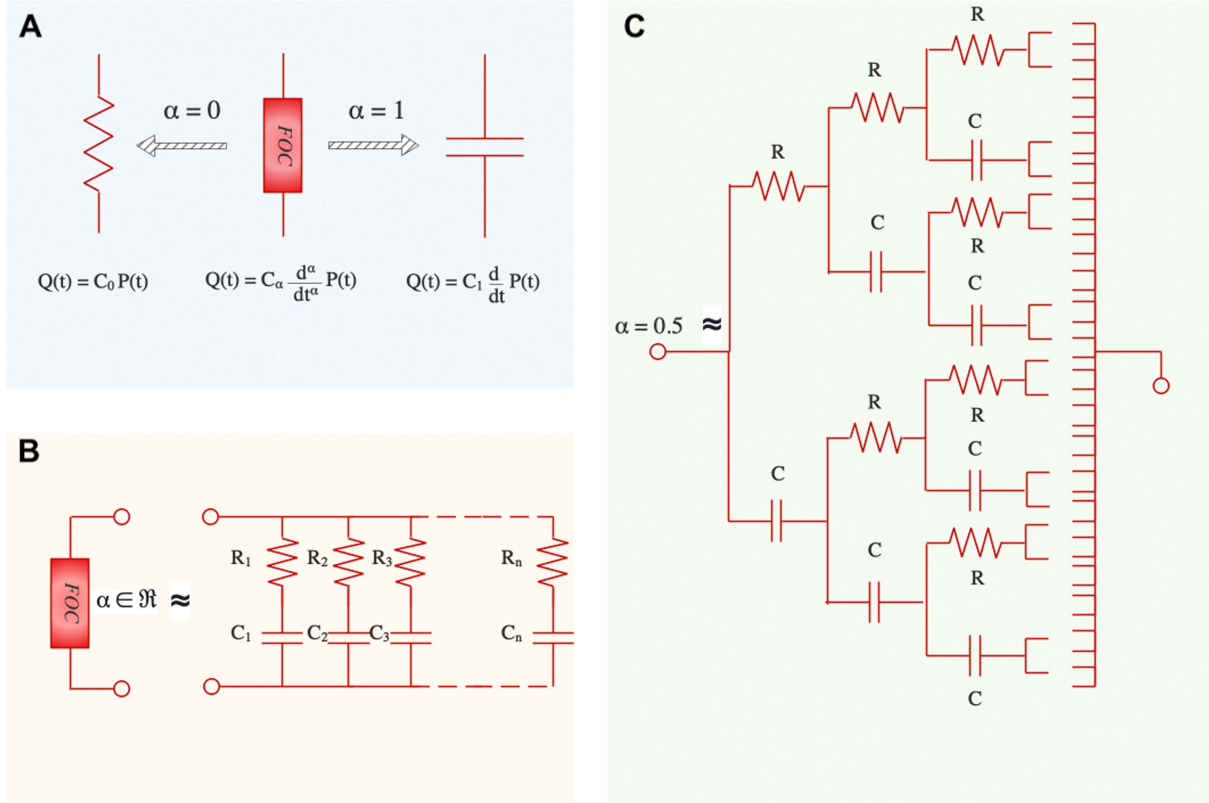 A
α = 0
FOC
α = 1
Q(t) = C₀ P(t)
Q(t) = Cα dα/dtα P(t)
Q(t) = C₁ d/dt P(t)
B
FOC
α ∈ ℜ ≈
R₁
R₂
R₃
Rn
C₁
C₂
C₃
Cn
C
R
R
C
R
C
R
C
α = 0.5 ≈
R
R
C
C
C
R
C